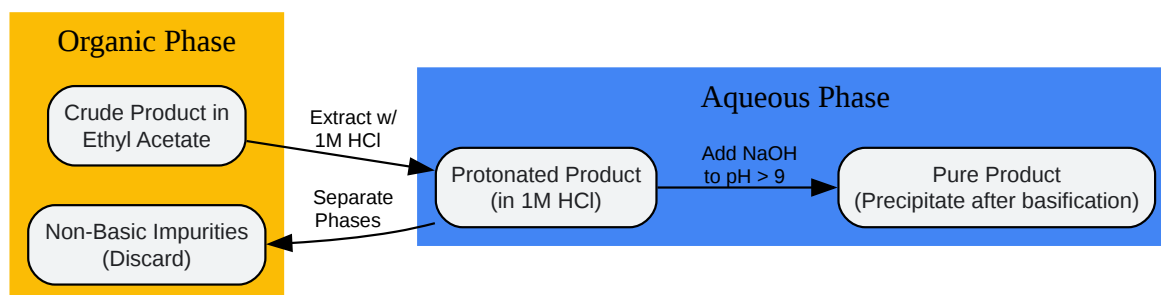 Organic Phase
Crude Product in
Ethyl Acetate
Extract w/
1M HCl
Aqueous Phase
Protonated Product
(in 1M HCl)
Add NaOH
to pH > 9
Pure Product
(Precipitate after basification)
Separate
Phases
Non-Basic Impurities
(Discard)